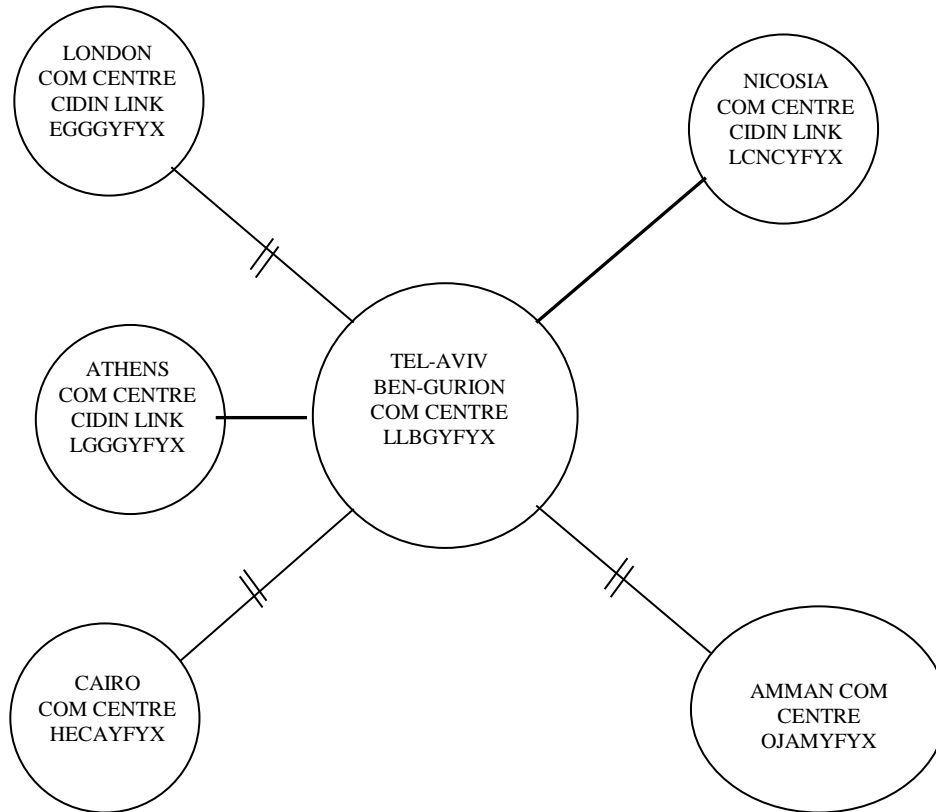 LONDON
COM CENTRE
CIDIN LINK
EGGGYFYX
NICOSIA
COM CENTRE
CIDIN LINK
LCNCYFYX
TEL-AVIV
BEN-GURION
COM CENTRE
LLBGYFYX
ATHENS
COM CENTRE
CIDIN LINK
LGGGYFYX
CAIRO
COM CENTRE
HECAYFYX
AMMAN COM
CENTRE
OJAMYFYX